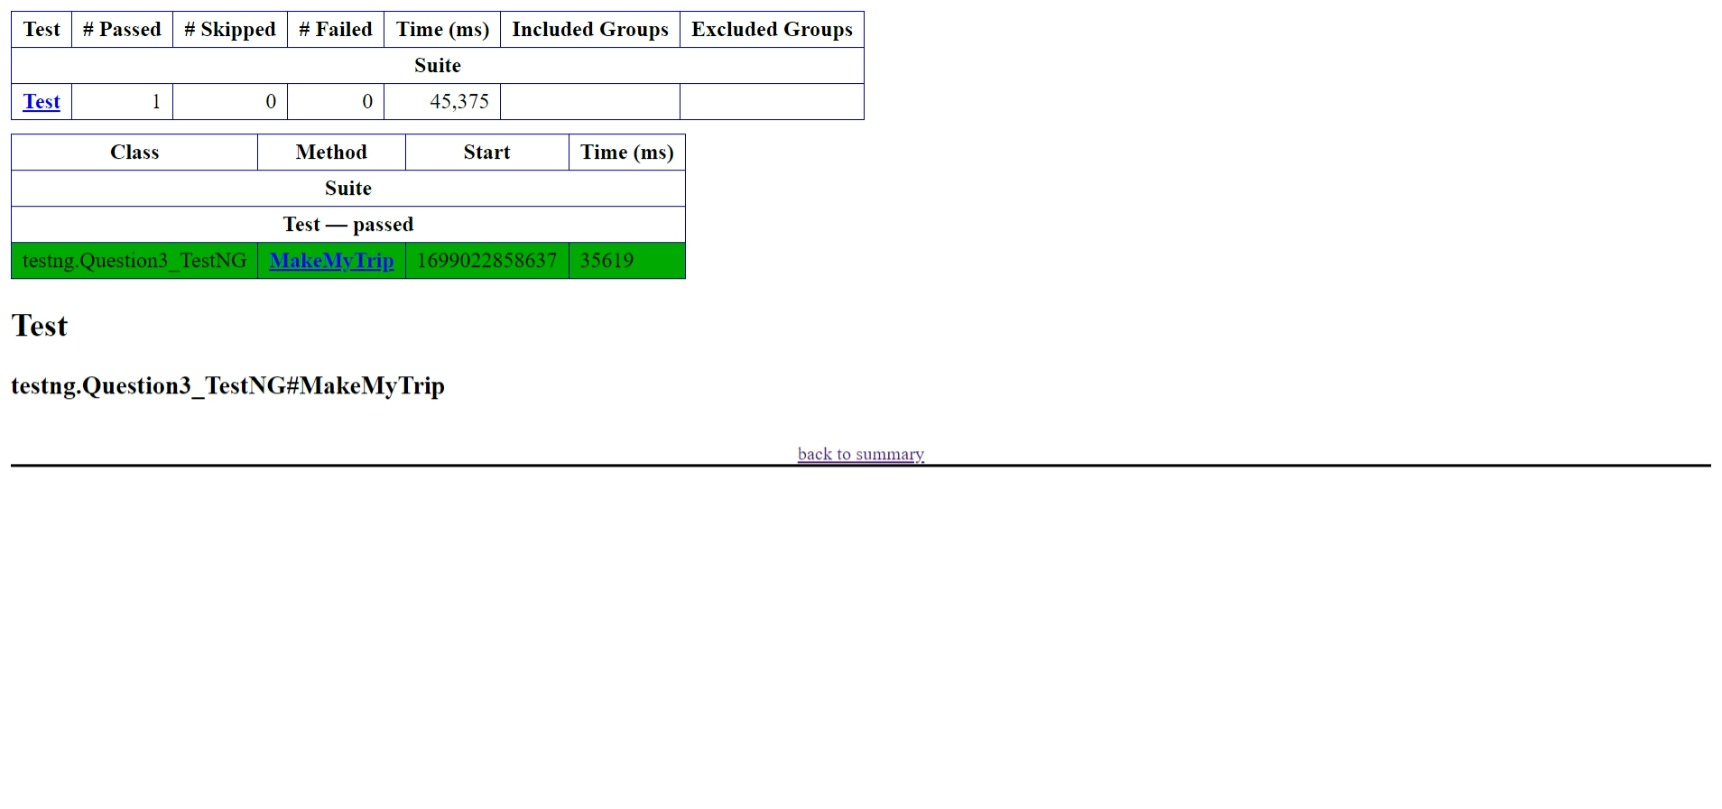 Test # Passed # Skipped # Failed Time (ms) Included Groups Excluded Groups
Suite
Test 1 0 0 45,375
Class Method Start Time (ms)
Suite
Test — passed
testng.Question3_TestNG MakeMyTrip 1699022858637 35619
Test
testng.Question3_TestNG#MakeMyTrip
back to summary